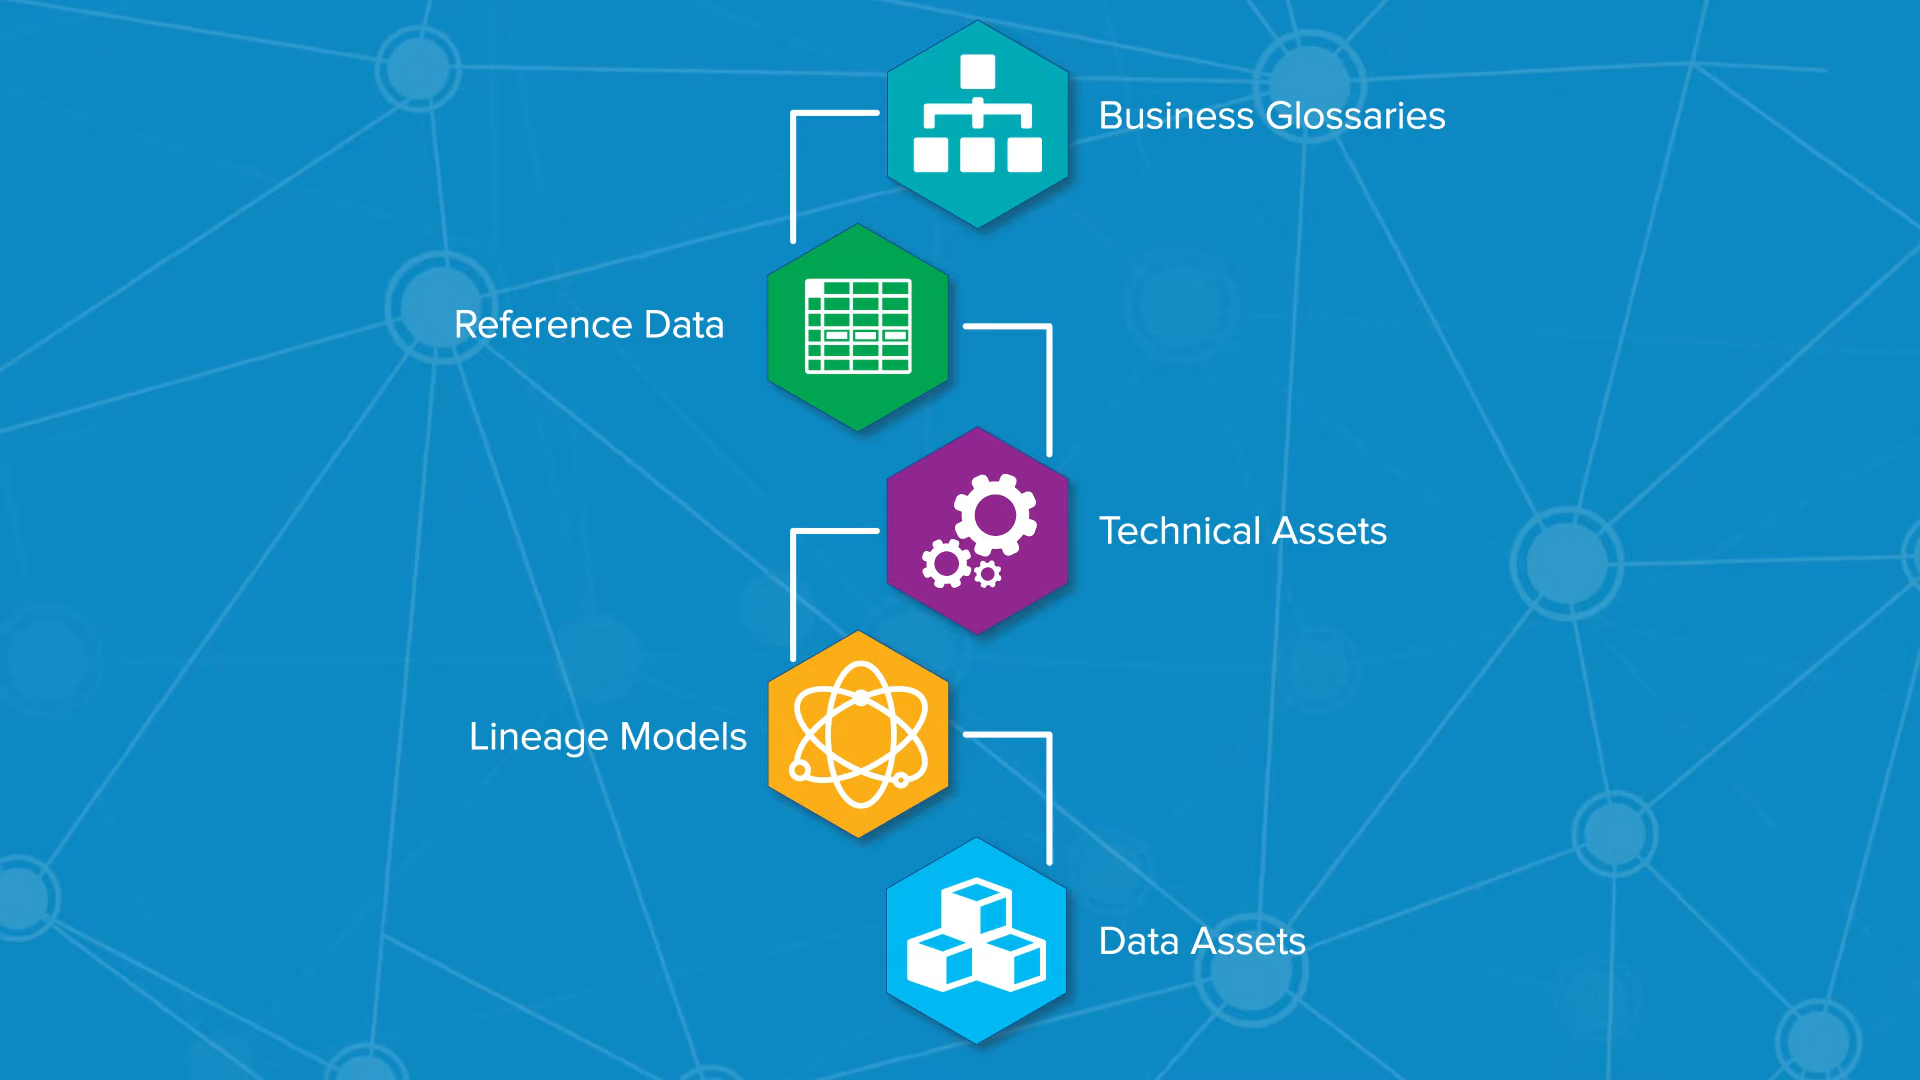 Business Glossaries
Reference Data
Technical Assets
Lineage Models
Data Assets